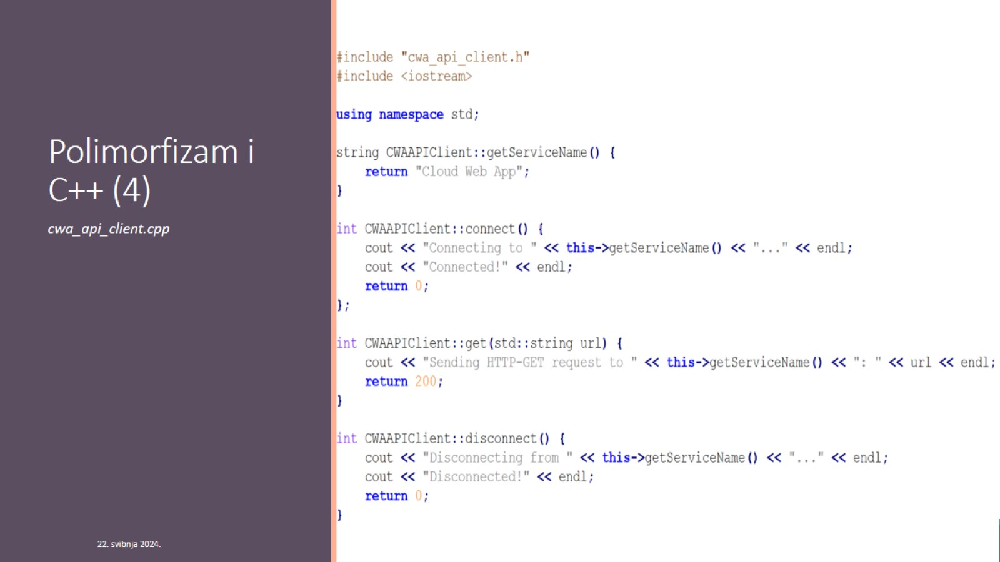 Polimorfizam i
C++ (4)
cwa_api_client.cpp
22. svibnja 2024.
#include "cwa_api_client.h"
#include <iostream>
using namespace std;
string CWAAPIClient::getServiceName() {
    return "Cloud Web App";
}
int CWAAPIClient::connect() {
    cout << "Connecting to " << this->getServiceName() << "..." << endl;
    cout << "Connected!" << endl;
    return 0;
};
int CWAAPIClient::get(std::string url) {
    cout << "Sending HTTP-GET request to " << this->getServiceName() << ": " << url << endl;
    return 200;
}
int CWAAPIClient::disconnect() {
    cout << "Disconnecting from " << this->getServiceName() << "..." << endl;
    cout << "Disconnected!" << endl;
    return 0;
}